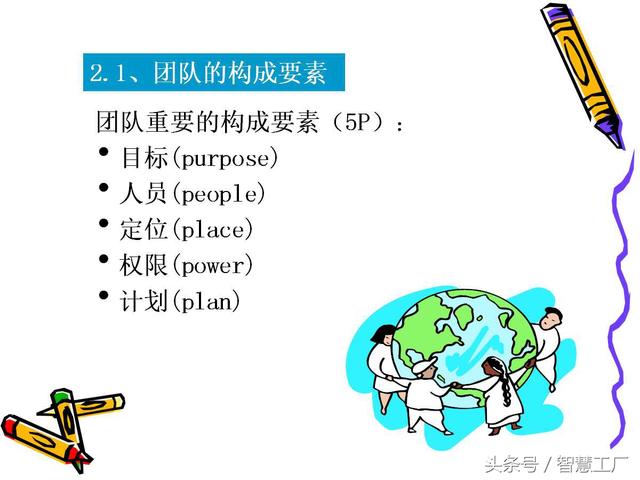 2.1、团队的构成要素
团队重要的构成要素（5P）：
• 目标(purpose)
• 人员(people)
• 定位(place)
• 权限(power)
• 计划(plan)
头条号 / 智慧工厂